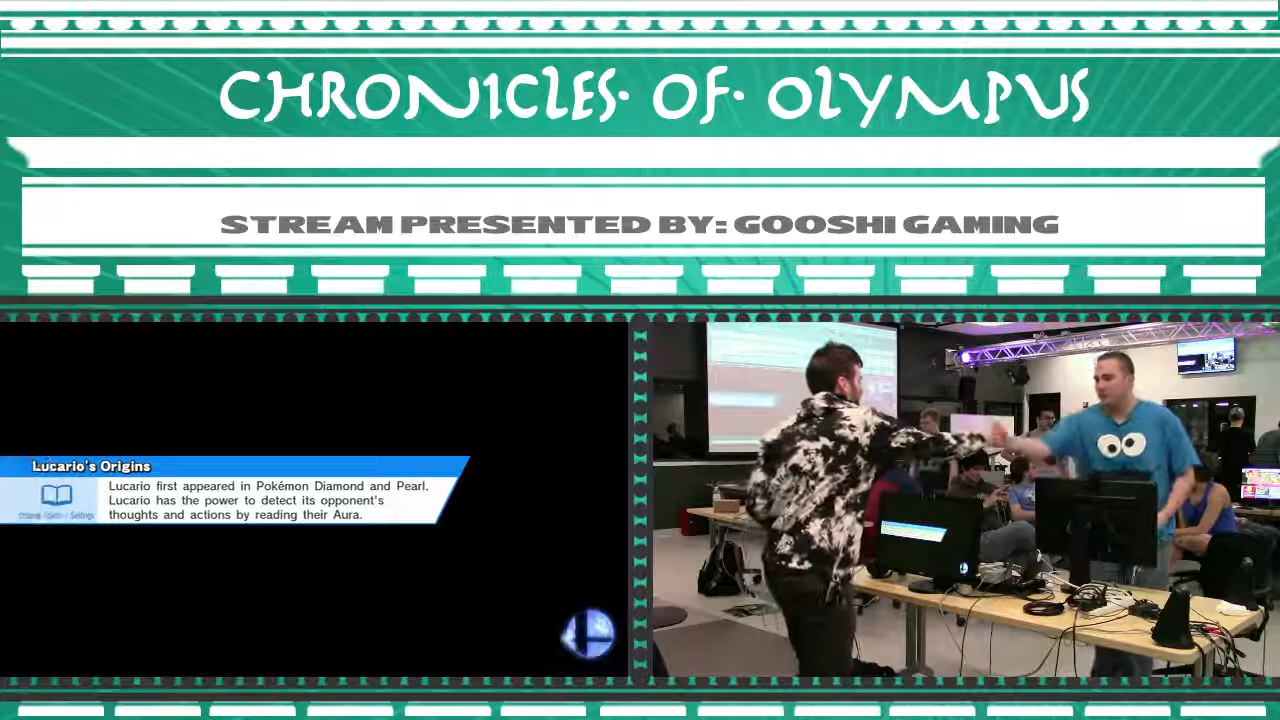 CHRONICLES OF OLYMPUS
STREAM PRESENTED BY: GOOSHI GAMING
Lucario's Origins
Lucario first appeared in Pokémon Diamond and Pearl.
Lucario has the power to detect its opponent's
thoughts and actions by reading their Aura.